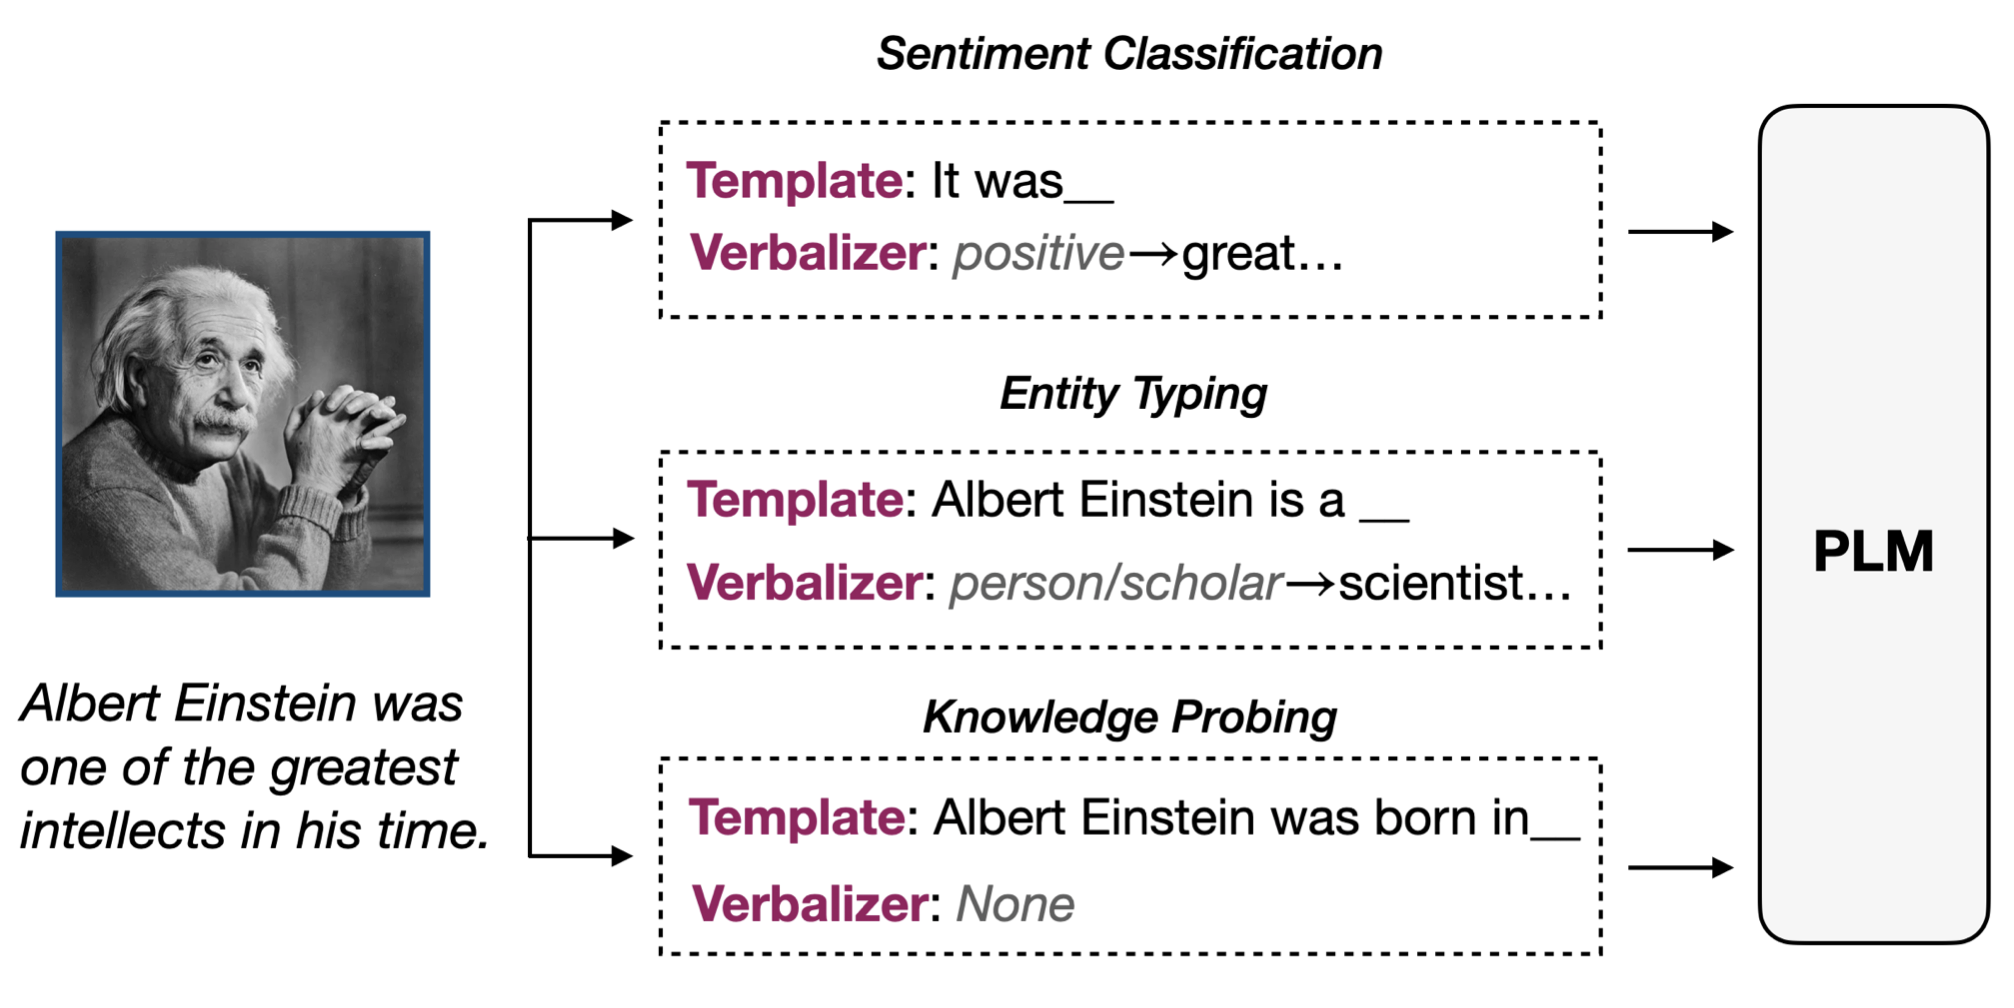 Sentiment Classification
Template: It was__
Verbalizer: positive→great...
Entity Typing
Template: Albert Einstein is a __
Verbalizer: person/scholar→scientist...
Knowledge Probing
Template: Albert Einstein was born in__
Verbalizer: None
Albert Einstein was
one of the greatest
intellects in his time.
PLM